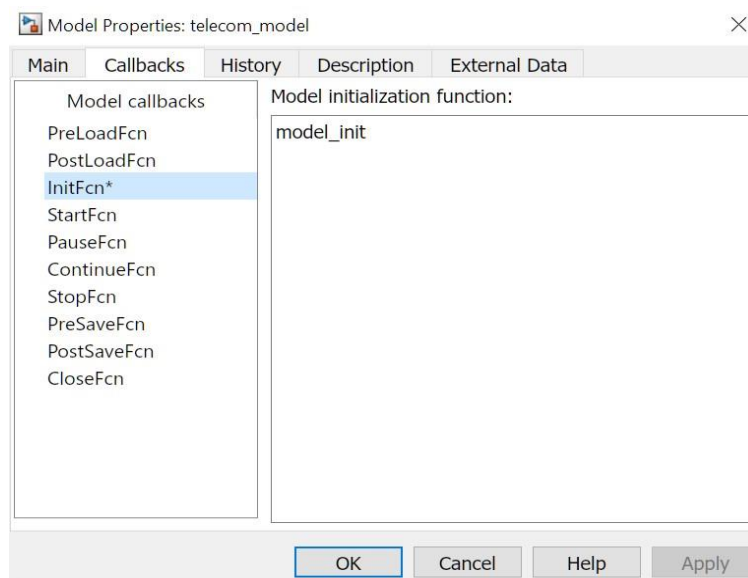 Model Properties: telecom_model
Main Callbacks History Description External Data
Model callbacks
PreLoadFcn
PostLoadFcn
InitFcn*
StartFcn
PauseFcn
ContinueFcn
StopFcn
PreSaveFcn
PostSaveFcn
CloseFcn
Model initialization function:
model_init
OK Cancel Help Apply